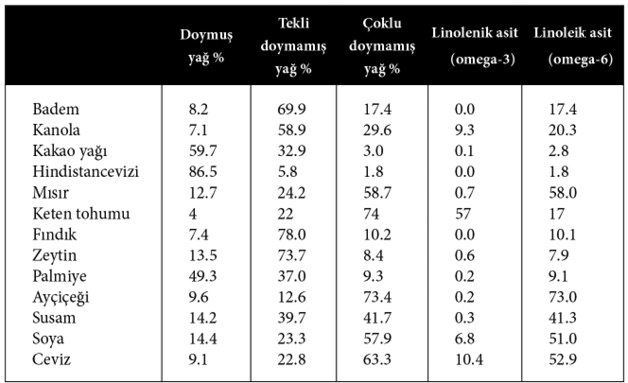 Doymuş yağ % Tekli doymamış yağ % Çoklu doymamış yağ % Linolenik asit (omega-3) Linoleik asit (omega-6)
Badem 8.2 69.9 17.4 0.0 17.4
Kanola 7.1 58.9 29.6 9.3 20.3
Kakao yağı 59.7 32.9 3.0 0.1 2.8
Hindistancevizi 86.5 5.8 1.8 0.0 1.8
Mısır 12.7 24.2 58.7 0.7 58.0
Keten tohumu 4 22 74 57 17
Fındık 7.4 78.0 10.2 0.0 10.1
Zeytin 13.5 73.7 8.4 0.6 7.9
Palmiye 49.3 37.0 9.3 0.2 9.1
Ayçiçeği 9.6 12.6 73.4 0.2 73.0
Susam 14.2 39.7 41.7 0.3 41.3
Soya 14.4 23.3 57.9 6.8 51.0
Ceviz 9.1 22.8 63.3 10.4 52.9